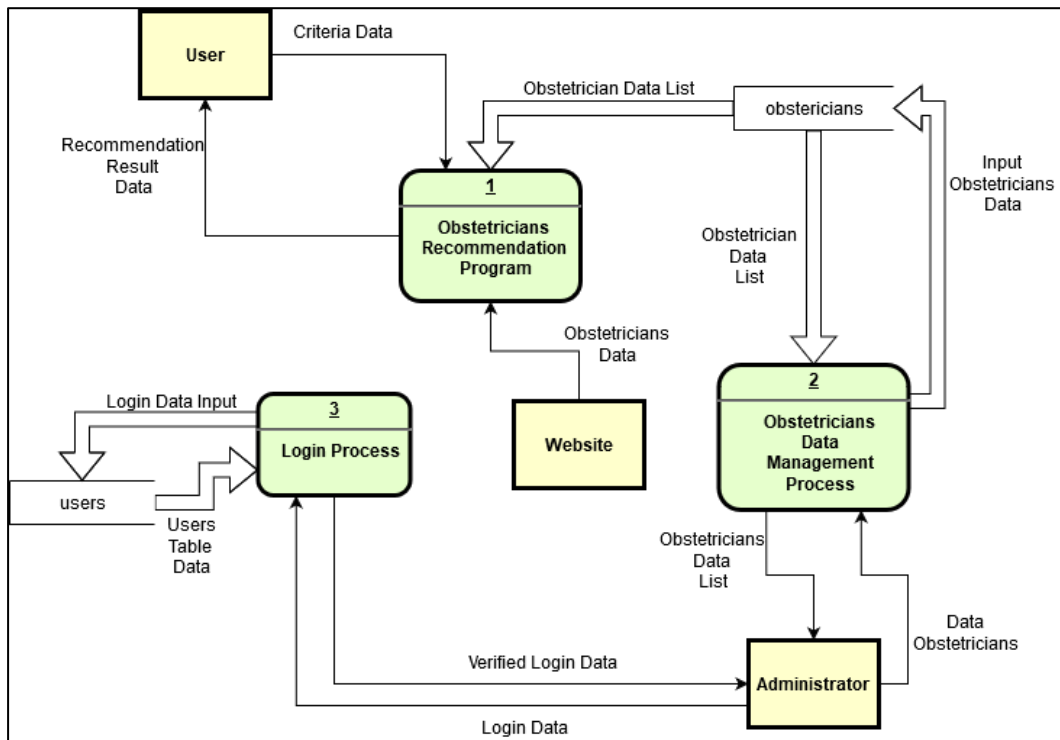 Criteria Data
User
Obstetrician Data List
obstericians
Recommendation
Result
Data
Input
Obstetricians
Data
1
Obstetricians
Recommendation
Program
Obstetrician
Data
List
Obstetricians
Data
2
Obstetricians
Data
Management
Process
Login Data Input
3
Login Process
Website
users
Users
Table
Data
Obstetricians
Data
List
Data
Obstetricians
Verified Login Data
Administrator
Login Data